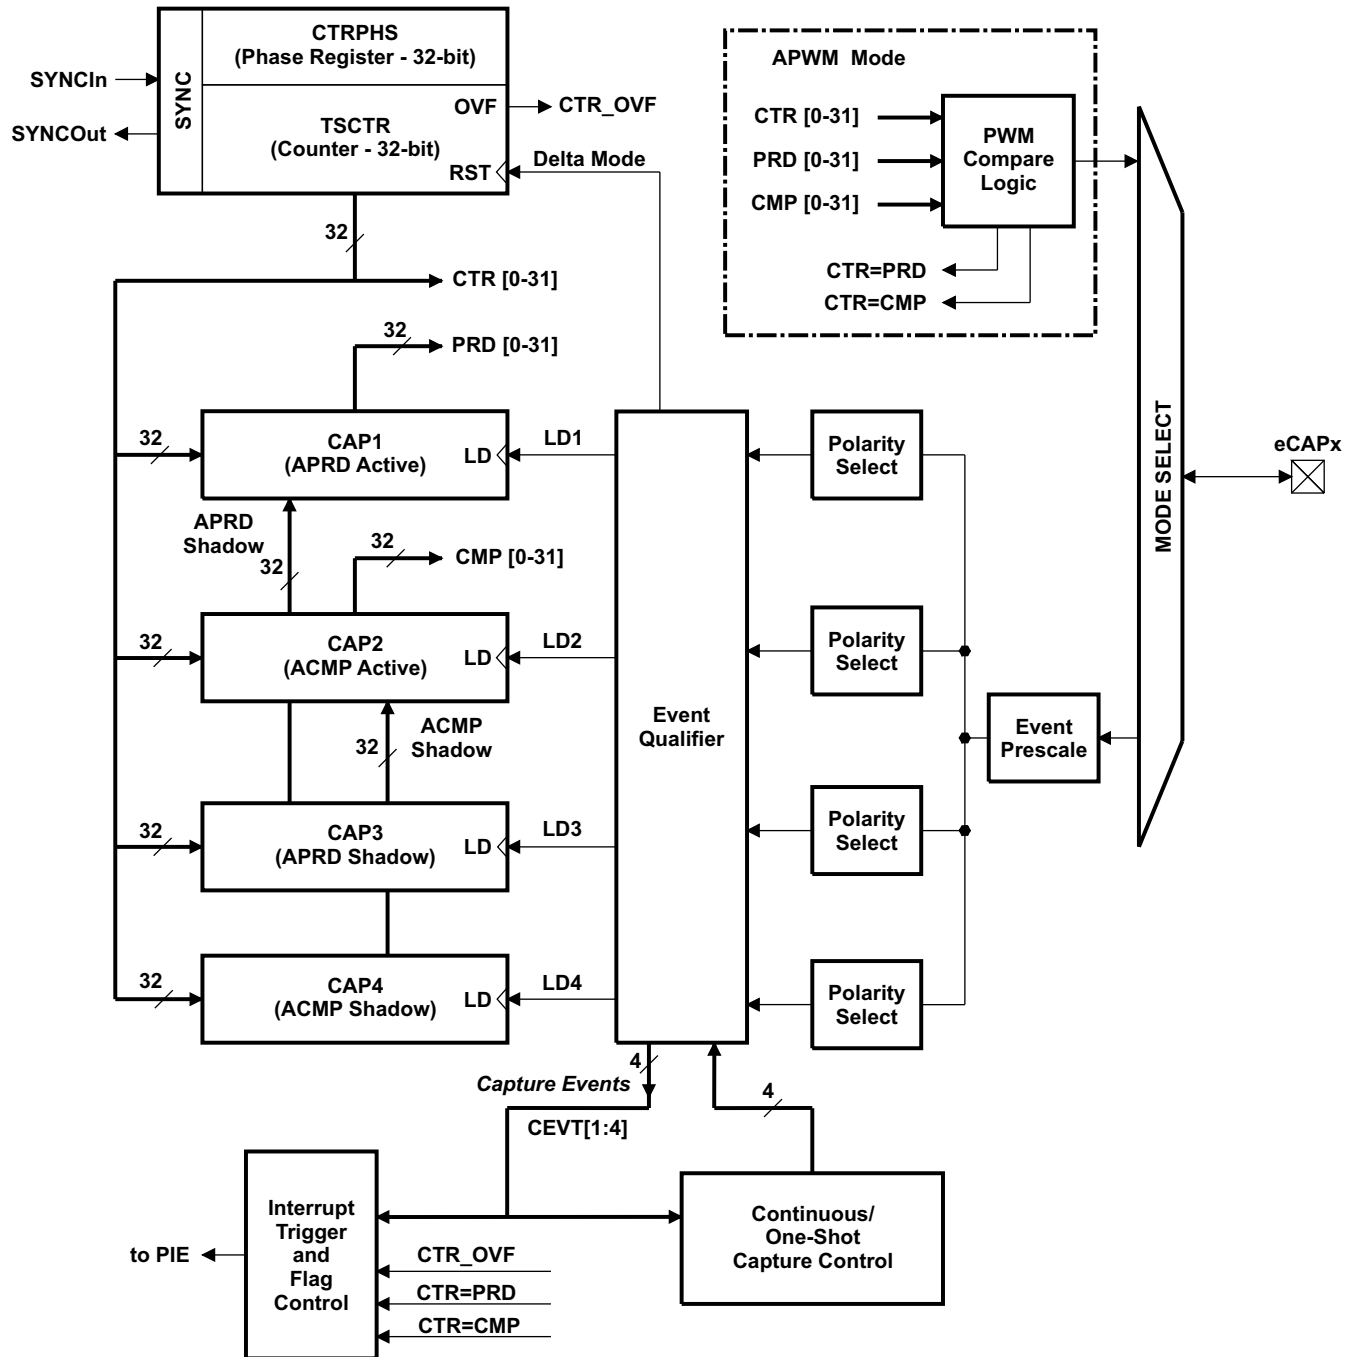 CTRPHS
(Phase Register - 32-bit)
SYNC
SYNCIn
SYNCOut
OVF
CTR_OVF
TSCTR
(Counter - 32-bit)
RST
Delta Mode
32
CTR [0-31]
32
PRD [0-31]
APWM Mode
CTR [0-31]
PRD [0-31]
CMP [0-31]
PWM
Compare
Logic
CTR=PRD
CTR=CMP
MODE SELECT
eCAPx
32
CAP1
(APRD Active)
LD
LD1
Polarity
Select
APRD
Shadow
32
32
CMP [0-31]
32
CAP2
(ACMP Active)
LD
LD2
Polarity
Select
Event
Qualifier
Event
Prescale
32
ACMP
Shadow
32
CAP3
(APRD Shadow)
LD
LD3
Polarity
Select
32
CAP4
(ACMP Shadow)
LD
LD4
Polarity
Select
4
Capture Events
CEVT[1:4]
4
Interrupt
Trigger
and
Flag
Control
to PIE
CTR_OVF
CTR=PRD
CTR=CMP
Continuous/
One-Shot
Capture Control